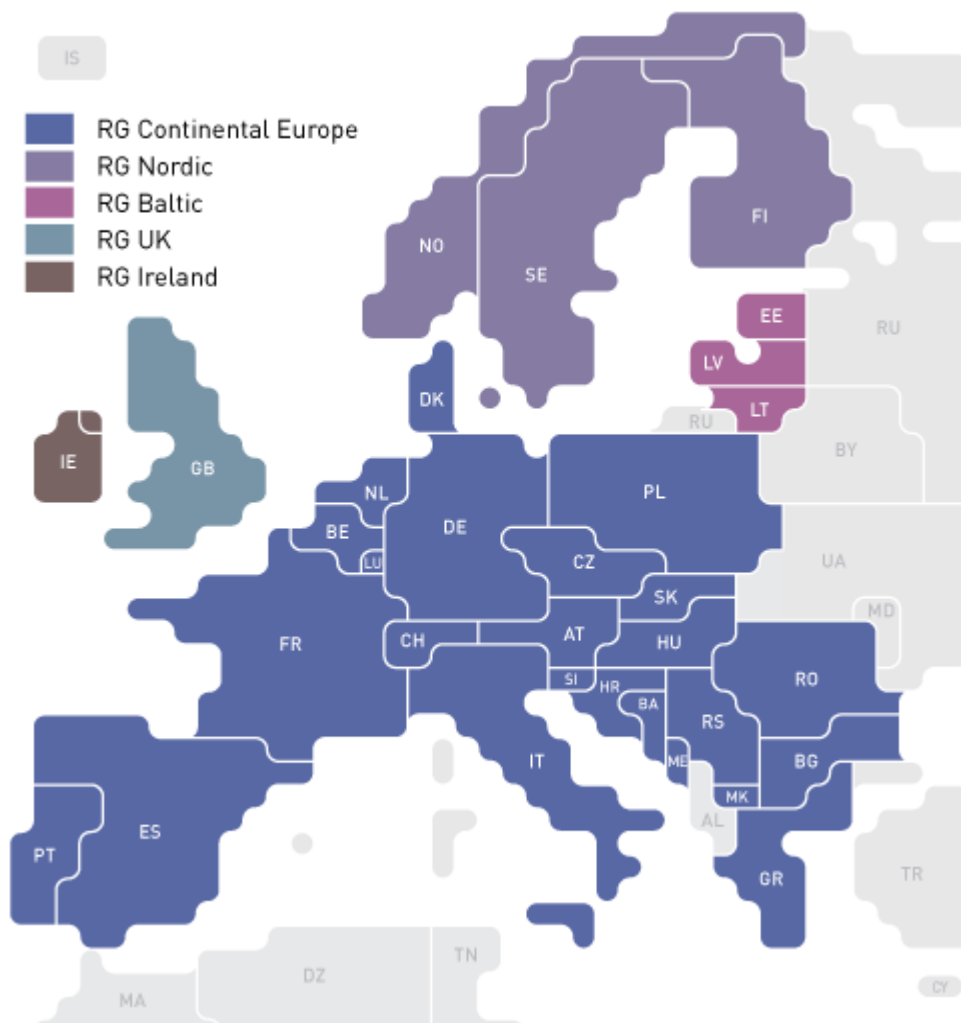 IS
RG Continental Europe
RG Nordic
RG Baltic
RG UK
RG Ireland
FI
NO
SE
EE
RU
LV
DK
LT
RU
BY
IE
GB
NL
PL
BE
DE
LU
CZ
UA
SK
MD
FR
CH
AT
HU
SI
HR
RO
BA
RS
IT
ME
BG
MK
AL
ES
PT
GR
TR
TN
DZ
CY
MA